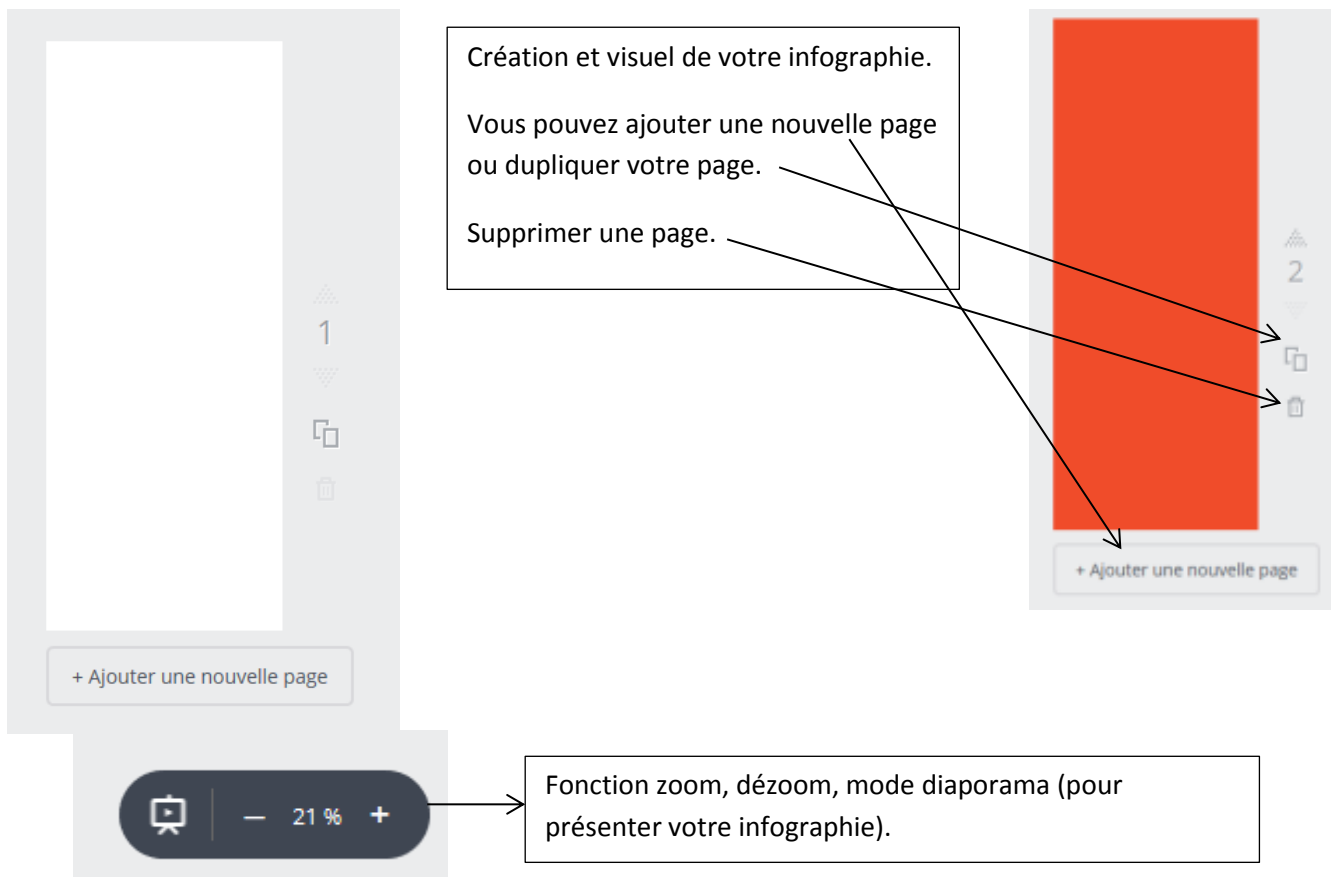 Création et visuel de votre infographie.
Vous pouvez ajouter une nouvelle page
ou dupliquer votre page.
Supprimer une page.
1
+ Ajouter une nouvelle page
2
+ Ajouter une nouvelle page
— 21 % +
Fonction zoom, dézoom, mode diaporama (pour
présenter votre infographie).